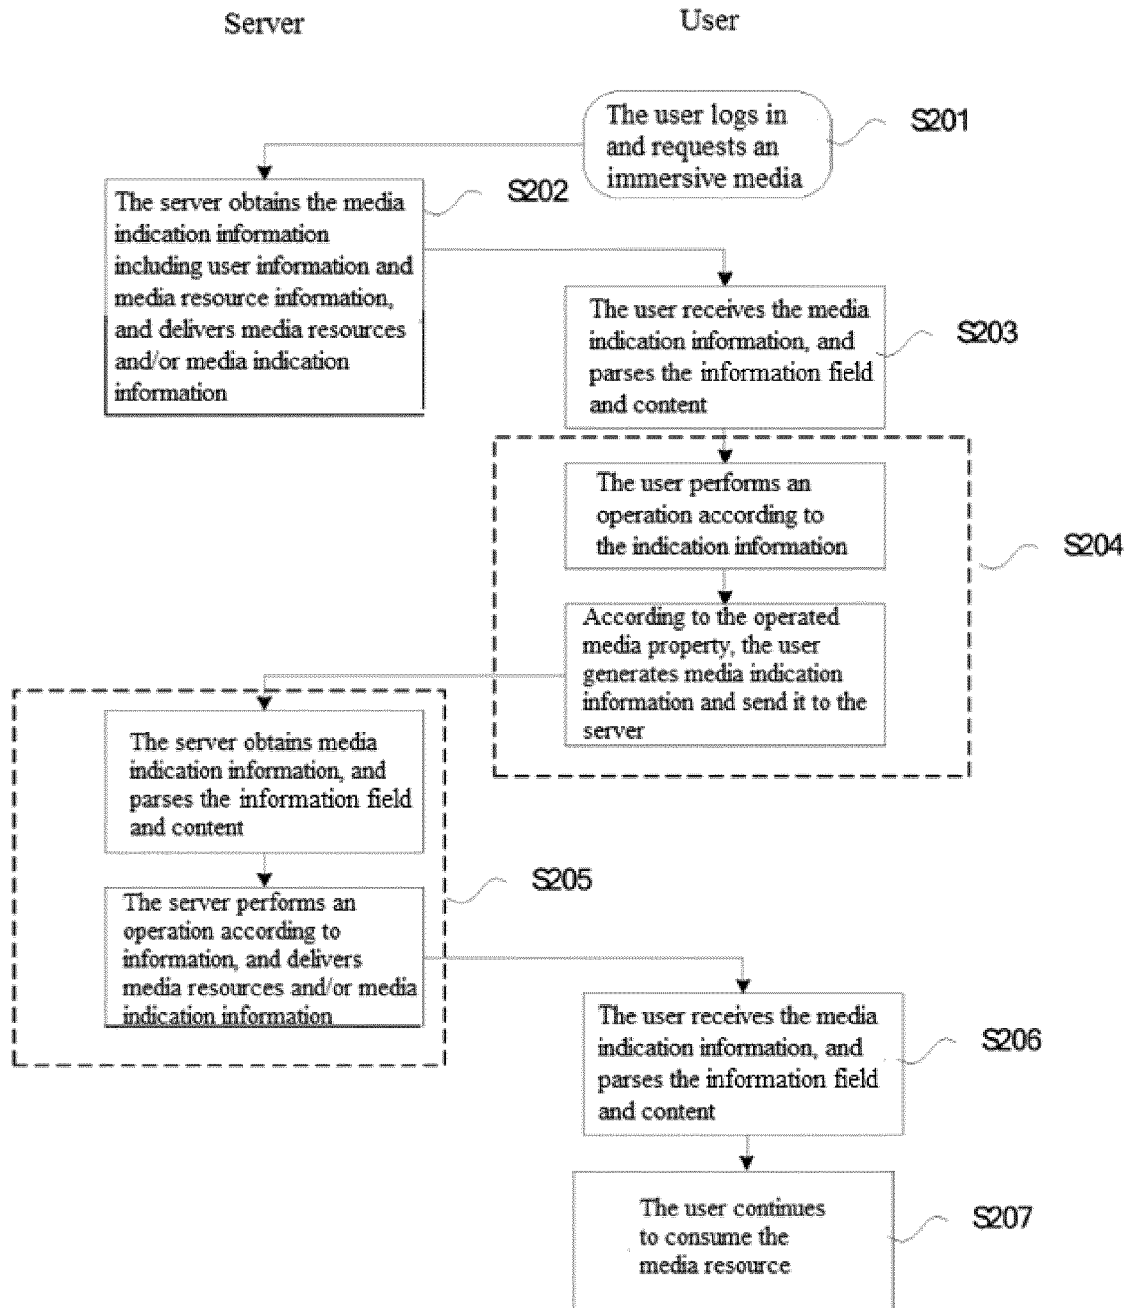 Server
User
The user logs in
and requests an
immersive media
S201
The server obtains the media
indication information
including user information and
media resource information,
and delivers media resources
and/or media indication
information
S202
The user receives the media
indication information, and
parses the information field
and content
S203
The user performs an
operation according to
the indication information
S204
According to the operated
media property, the user
generates media indication
information and send it to the
server
The server obtains media
indication information, and
parses the information field
and content
S205
The server performs an
operation according to
information, and delivers
media resources and/or media
indication information
The user receives the media
indication information, and
parses the information field
and content
S206
The user continues
to consume the
media resource
S207